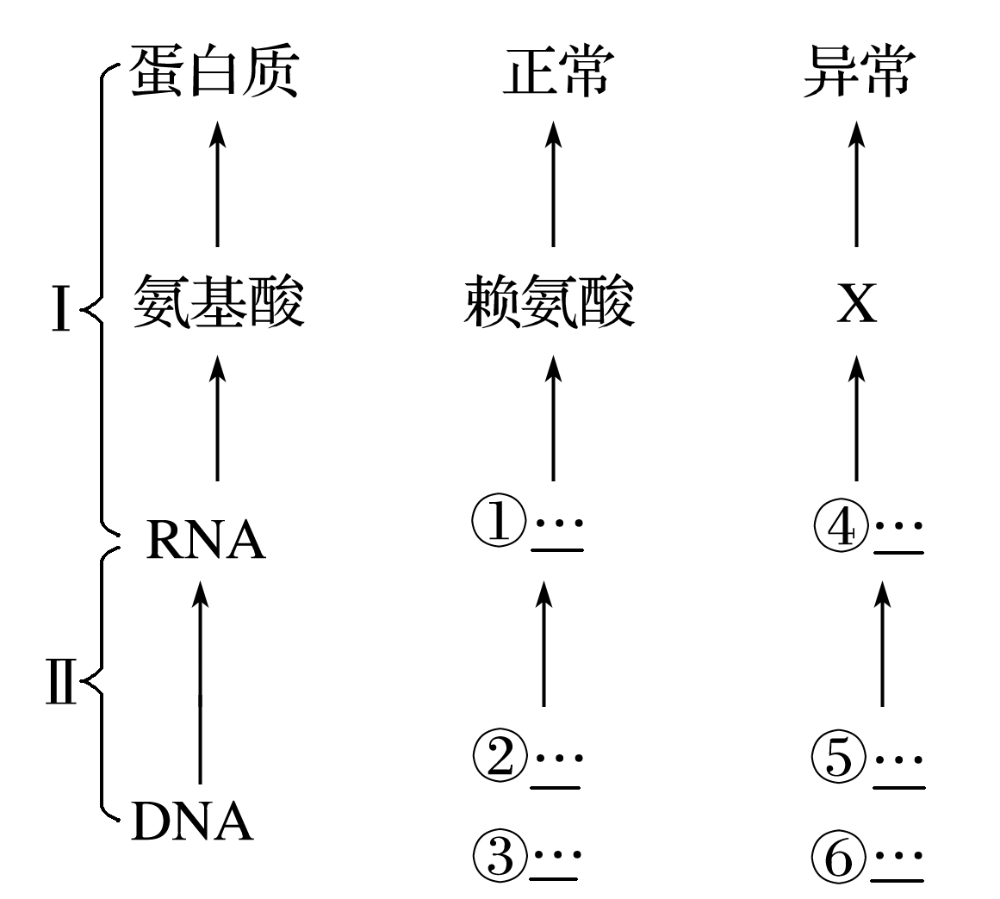 蛋白质 正常 异常
Ⅰ 氨基酸 赖氨酸 X
RNA ①… ④…
Ⅱ ②… ⑤…
DNA ③… ⑥…